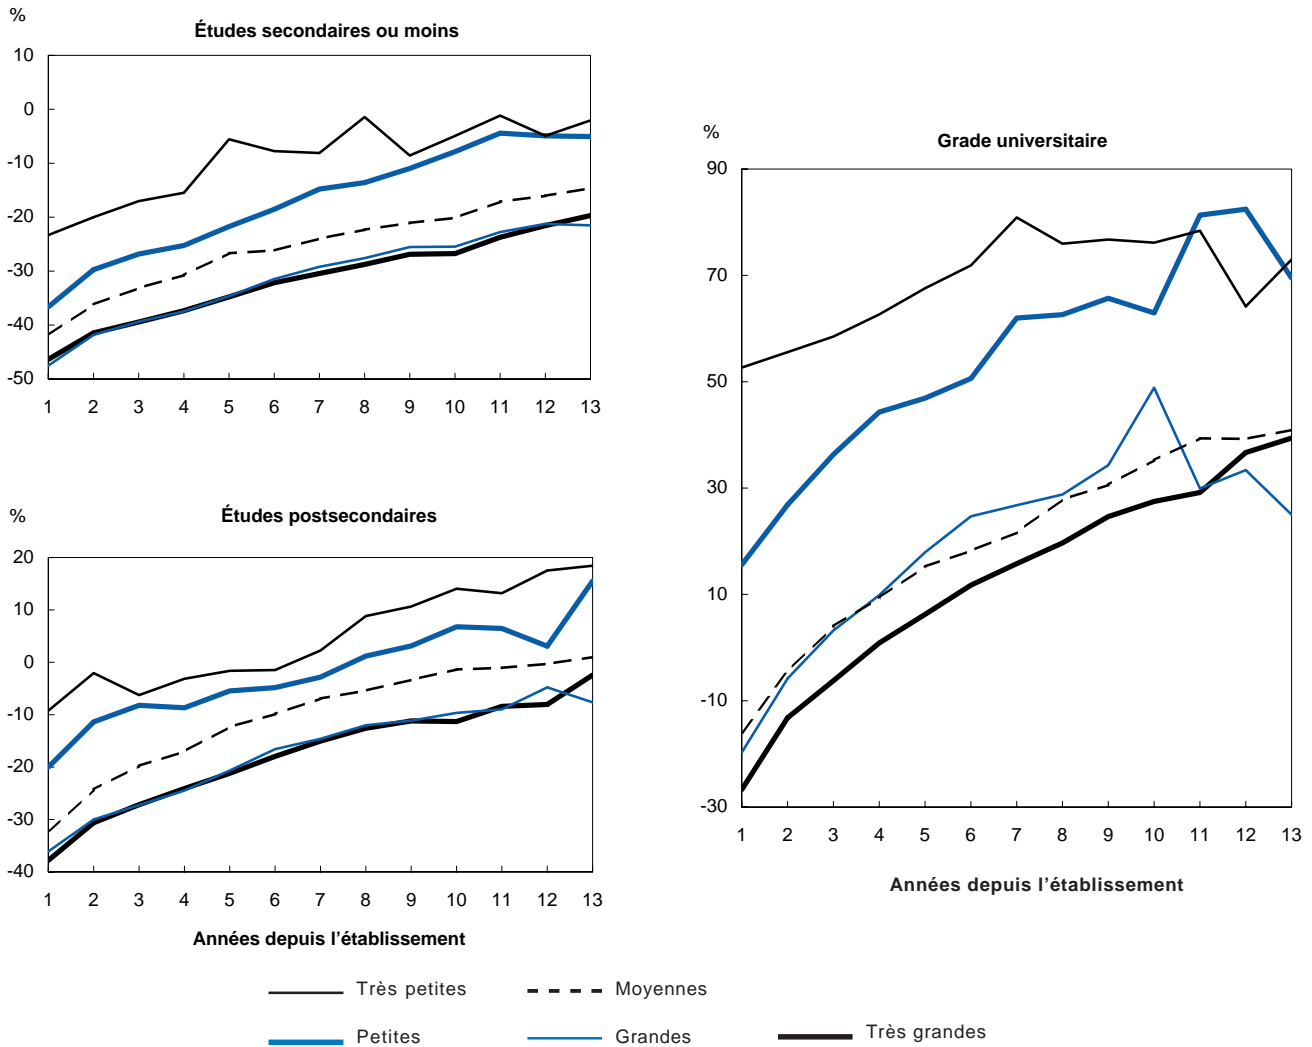 %
Études secondaires ou moins
10
0
-10
-20
-30
-40
-50
1 2 3 4 5 6 7 8 9 10 11 12 13
%
Études postsecondaires
20
10
0
-10
-20
-30
-40
1 2 3 4 5 6 7 8 9 10 11 12 13
Années depuis l'établissement
%
Grade universitaire
90
70
50
30
10
-10
-30
1 2 3 4 5 6 7 8 9 10 11 12 13
Années depuis l'établissement
Très petites
Moyennes
Petites
Grandes
Très grandes